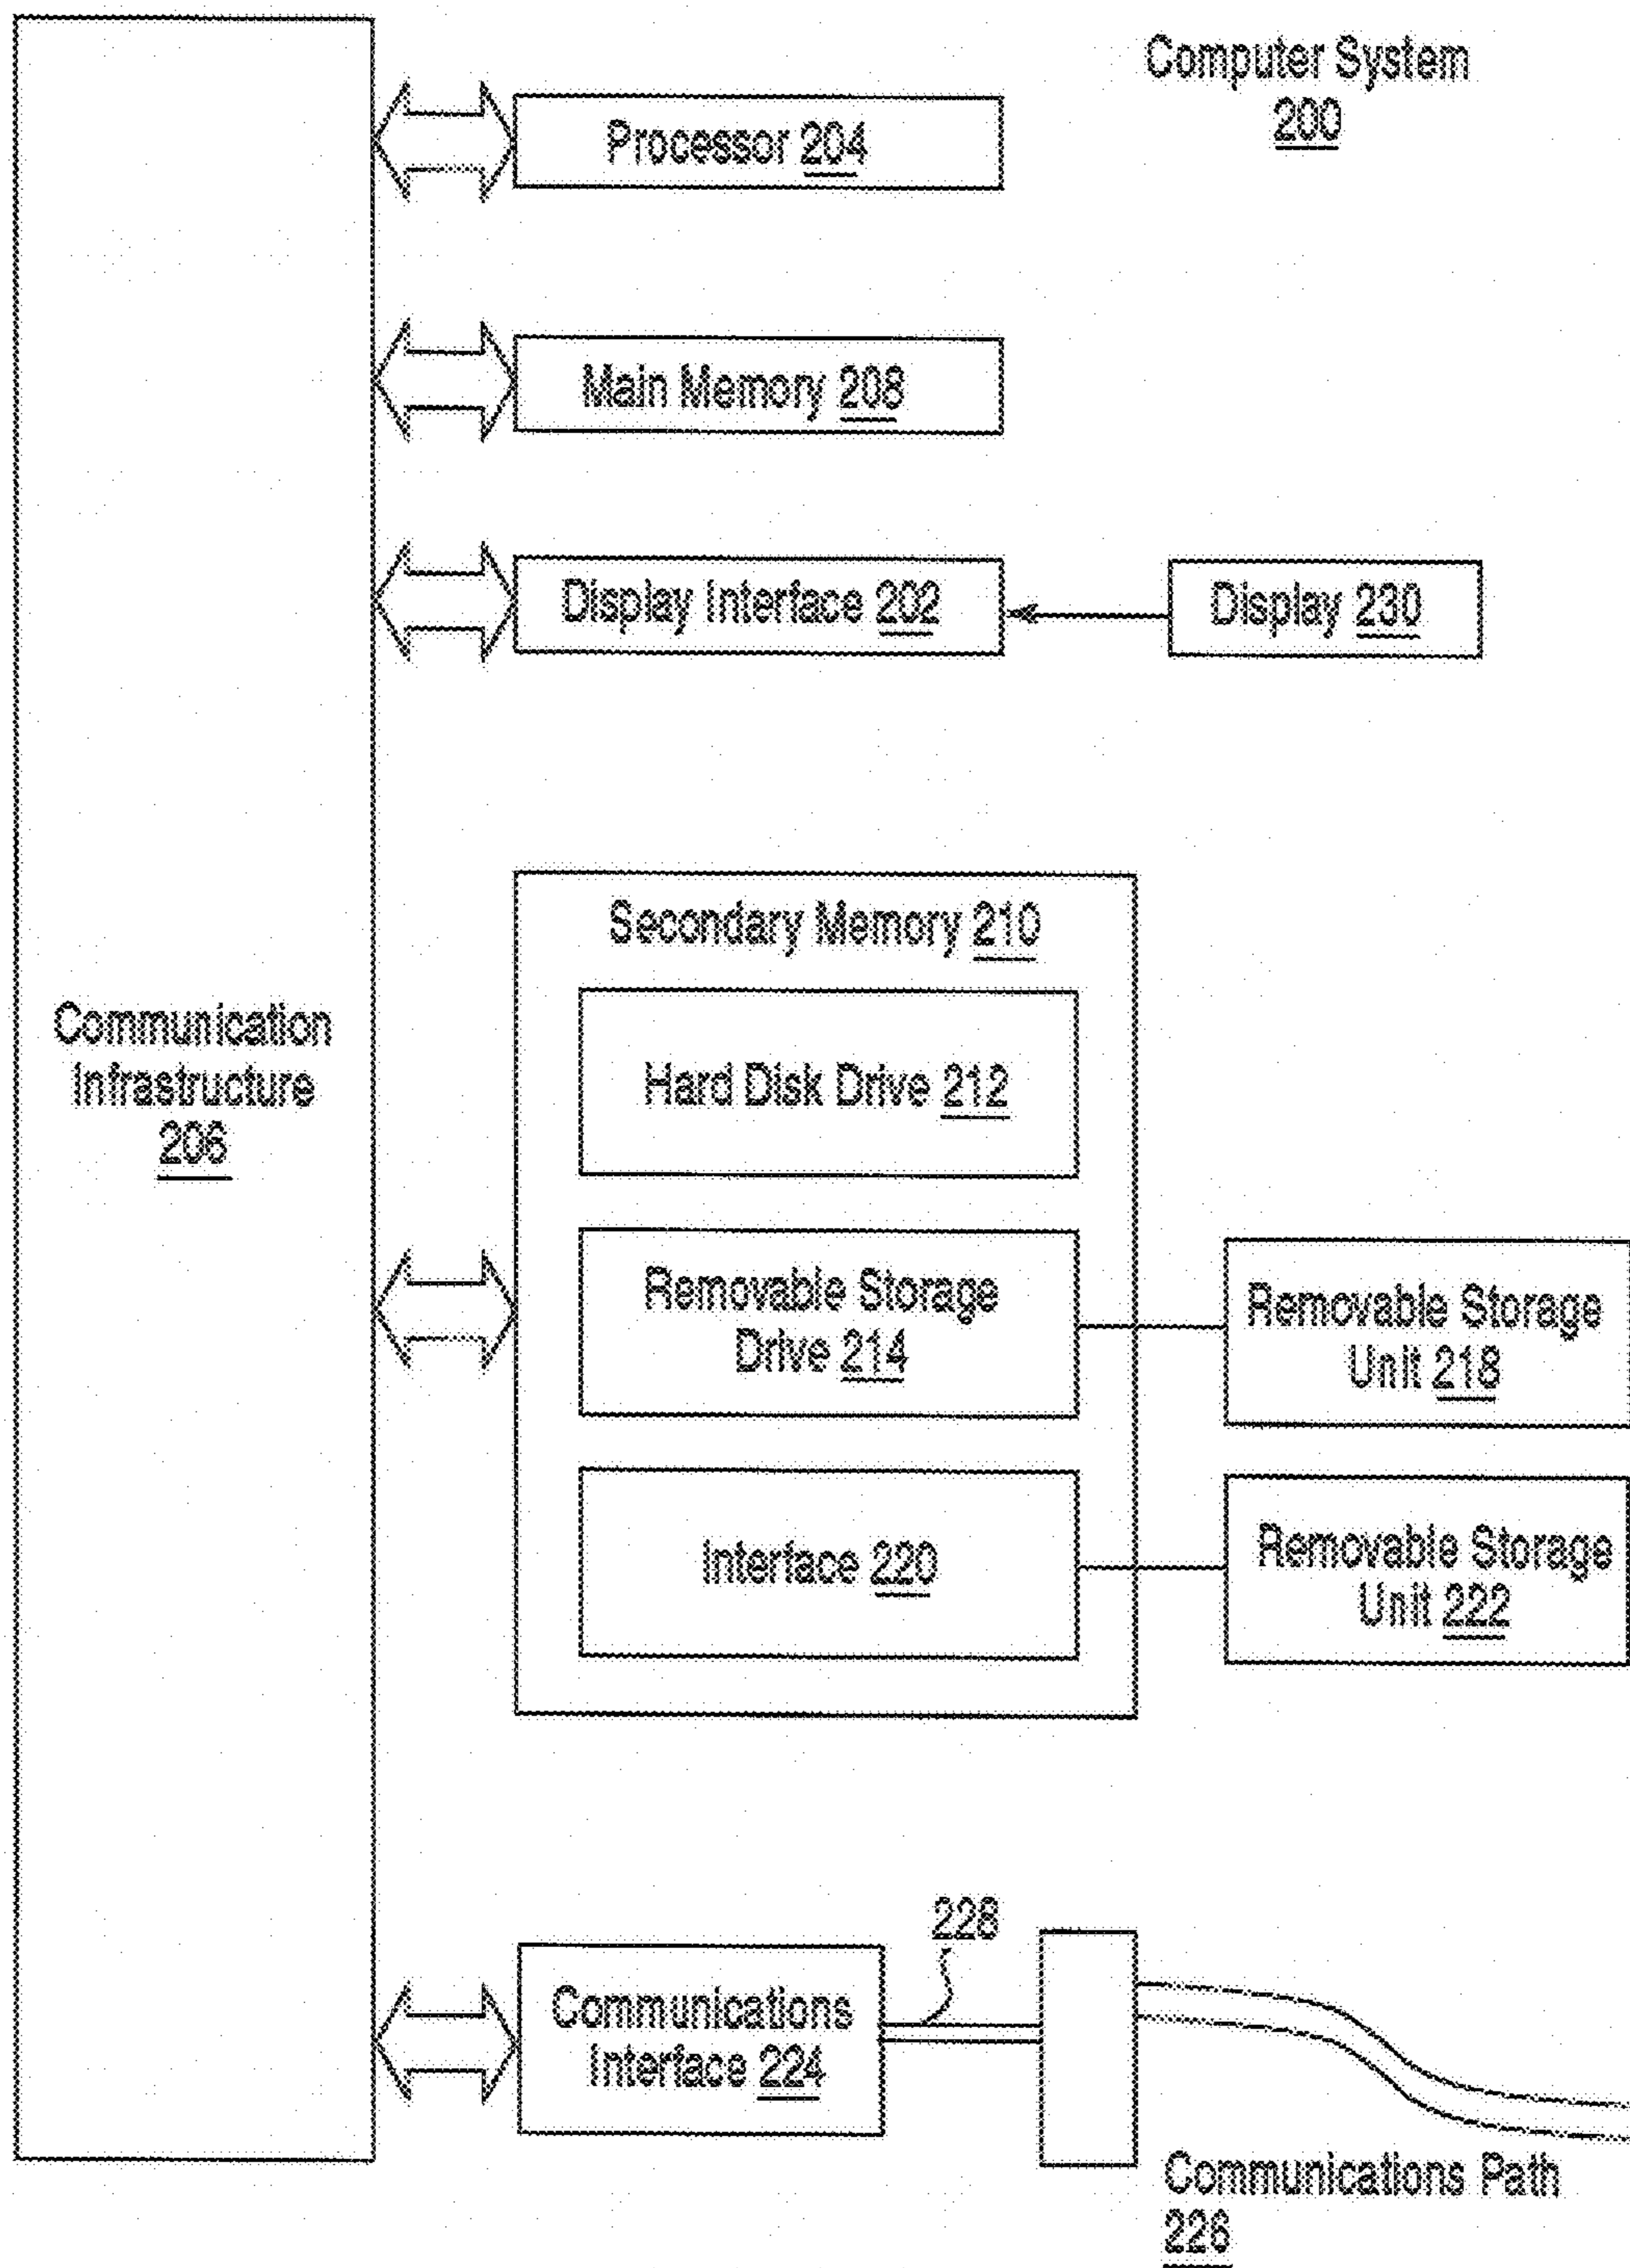 Computer System
200
Processor 204
Main Memory 208
Display Interface 202
Display 230
Secondary Memory 210
Hard Disk Drive 212
Communication
Infrastructure
206
Removable Storage
Drive 214
Removable Storage
Unit 218
Interface 220
Removable Storage
Unit 222
228
Communications
Interface 224
Communications Path
226